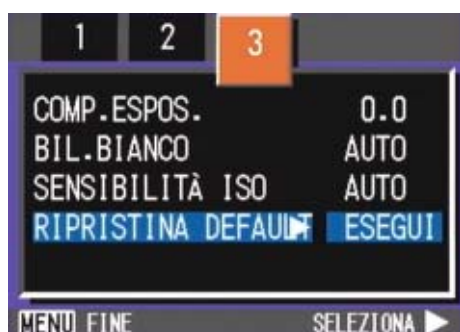 1 2 3
COMP.ESPOS. 0.0
BIL.BIANCO AUTO
SENSIBILITÀ ISO AUTO
RIPRISTINA DEFAULT ESEGUI
MENU FINE SELEZIONA